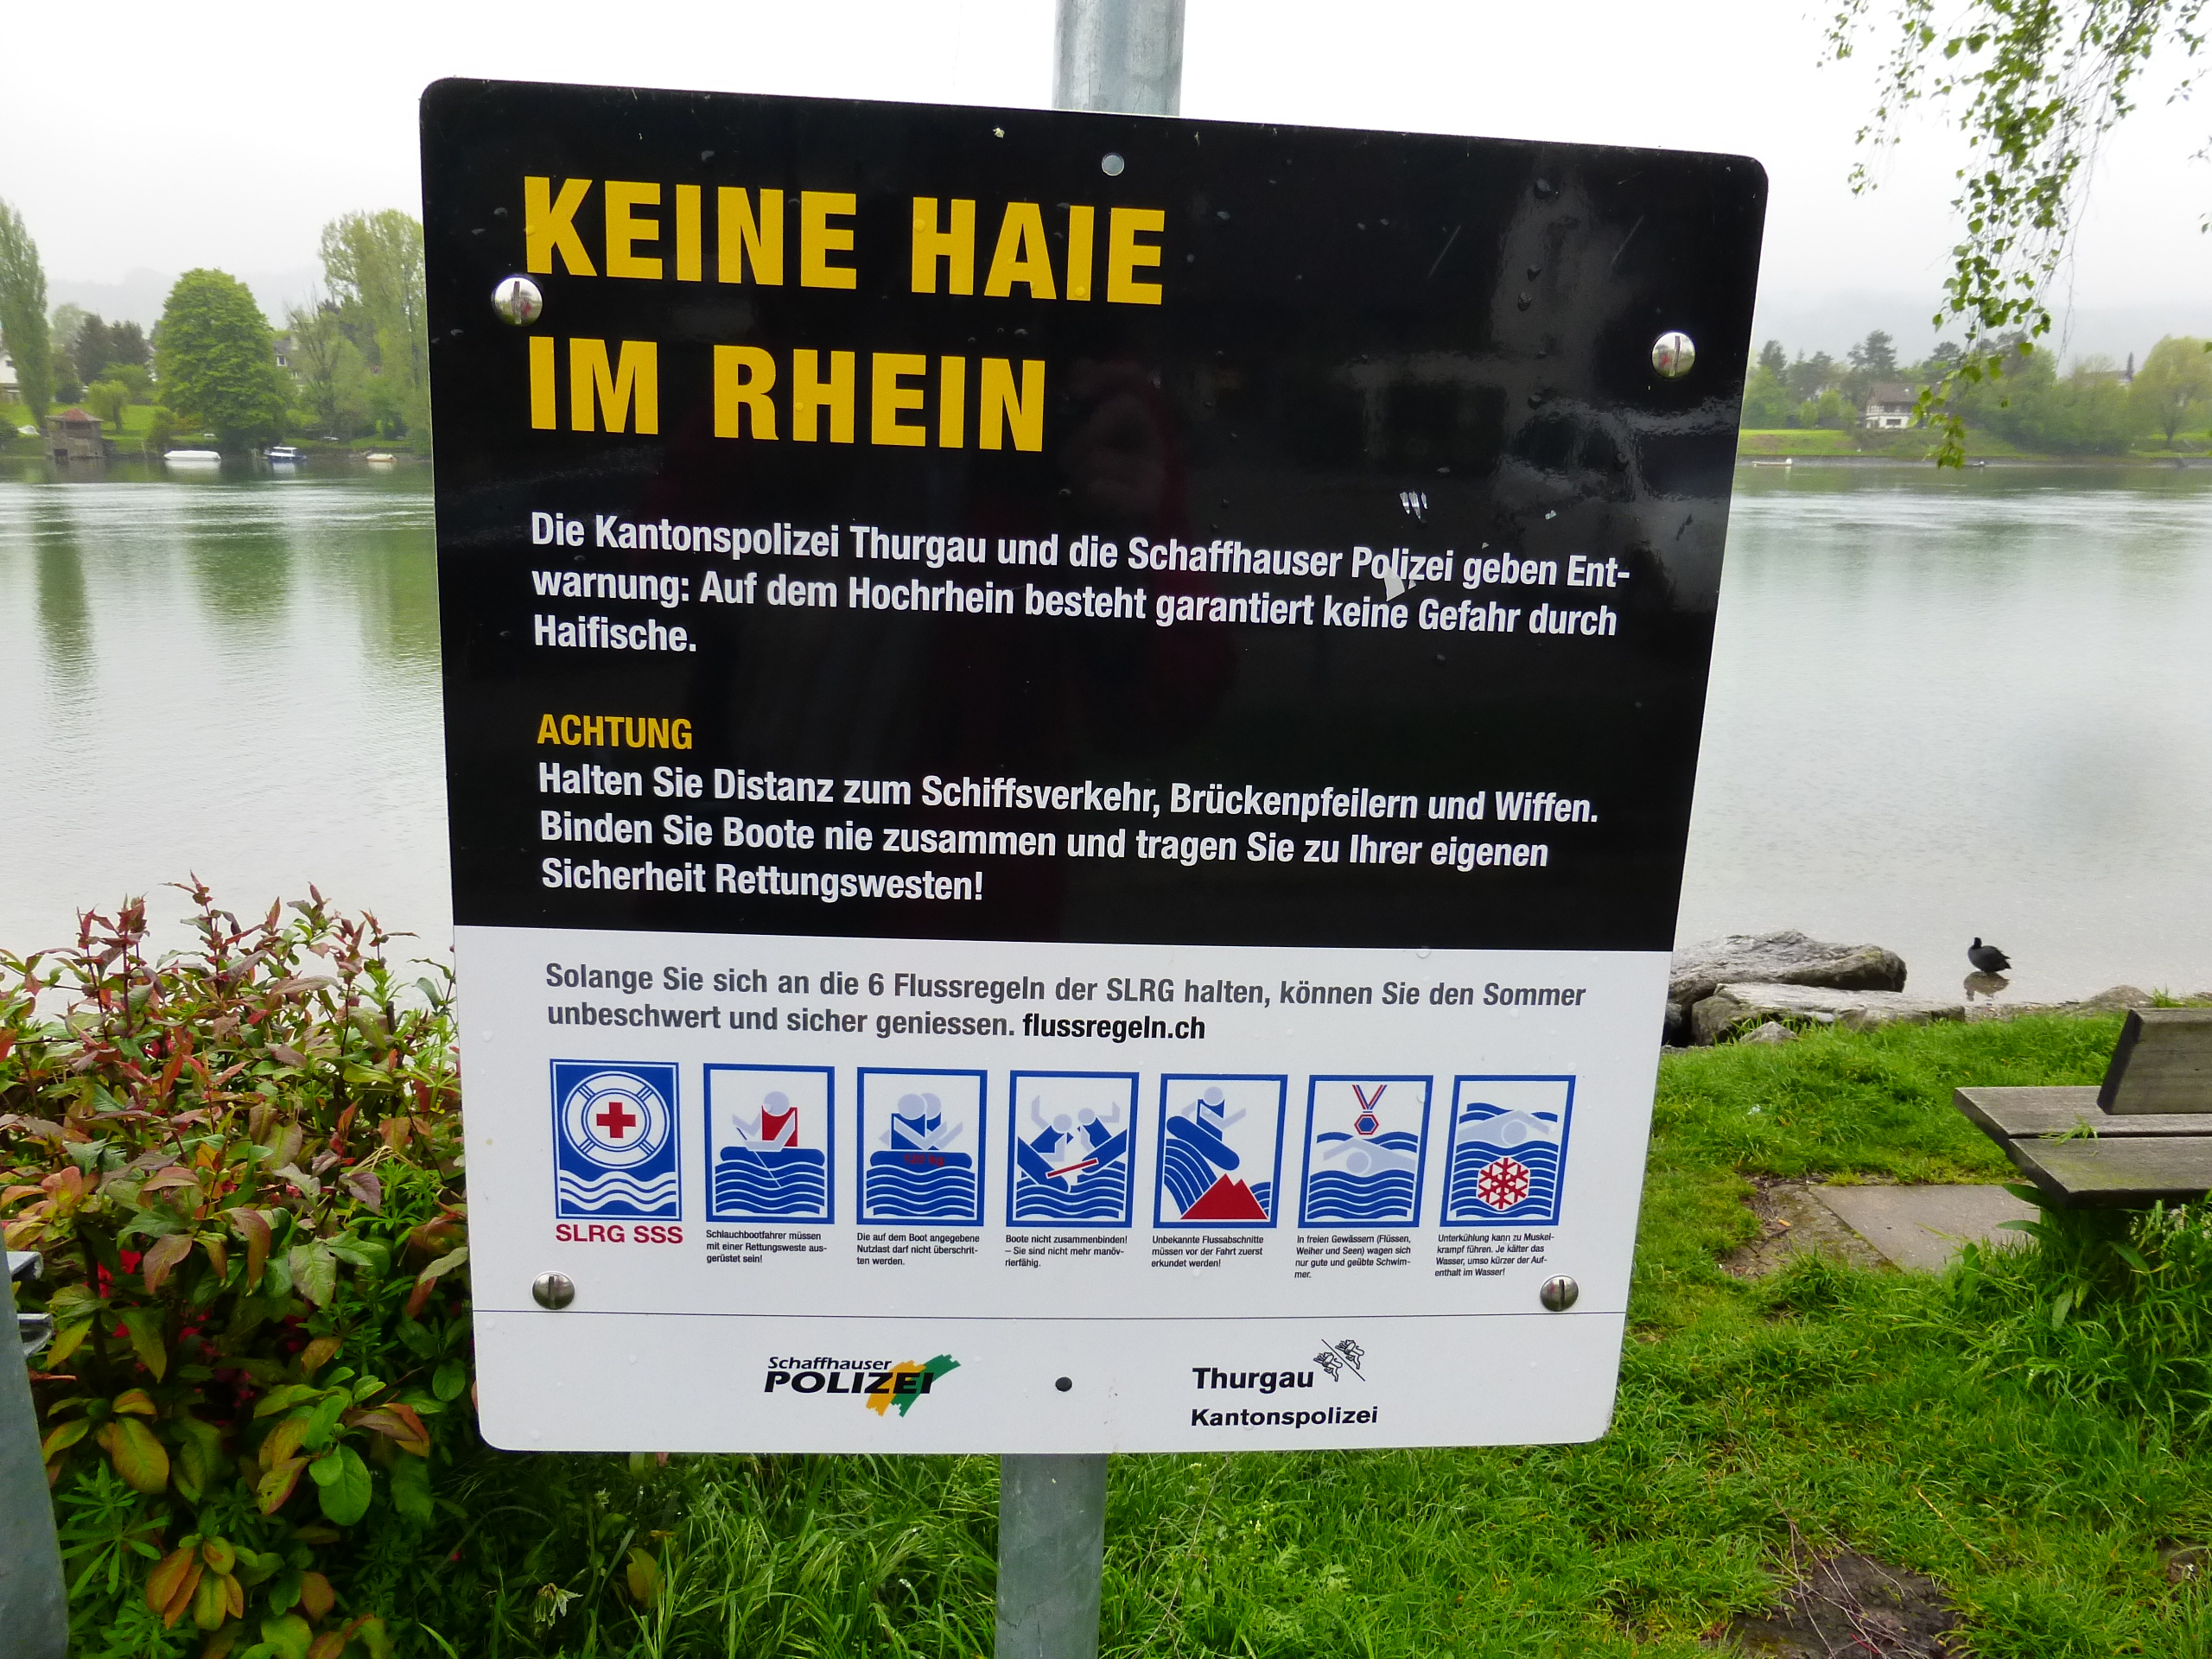 KEINE HAIE
IM RHEIN
Die Kantonspolizei Thurgau und die Schaffhauser Polizei geben Ent-
warnung: Auf dem Hochrhein besteht garantiert keine Gefahr durch
Haifische.
ACHTUNG
Halten Sie Distanz zum Schiffsverkehr, Brückenpfeilern und Wiffen.
Binden Sie Boote nie zusammen und tragen Sie zu Ihrer eigenen
Sicherheit Rettungswesten!
Solange Sie sich an die 6 Flussregeln der SLRG halten, können Sie den Sommer
unbeschwert und sicher geniessen. flussregeln.ch
SLRG SSS
Schlauchbootfahrer müssen
mit einer Rettungsweste aus-
gerüstet sein!
Die auf dem Boot angegebene
Nutzlast darf nicht überschrit-
ten werden.
Boote nicht zusammenbinden!
– Sie sind nicht mehr manöv-
rierfähig.
Unbekannte Flussabschnitte
müssen vor der Fahrt zuerst
erkundet werden!
In freien Gewässern (Flüssen,
Weiher und Seen) wagen sich
nur gute und geübte Schwim-
mer.
Unterkühlung kann zu Muskel-
krampf führen. Je kälter das
Wasser, umso kürzer der Auf-
enthalt im Wasser!
Schaffhauser
POLIZEI
Thurgau
Kantonspolizei